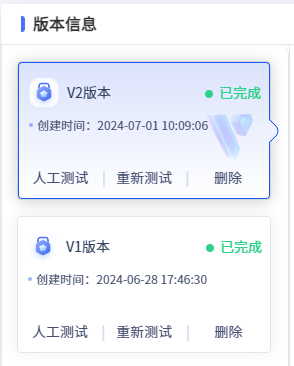 版本信息
V2版本 已完成
创建时间：2024-07-01 10:09:06
人工测试 重新测试 删除
V1版本 已完成
创建时间：2024-06-28 17:46:30
人工测试 重新测试 删除